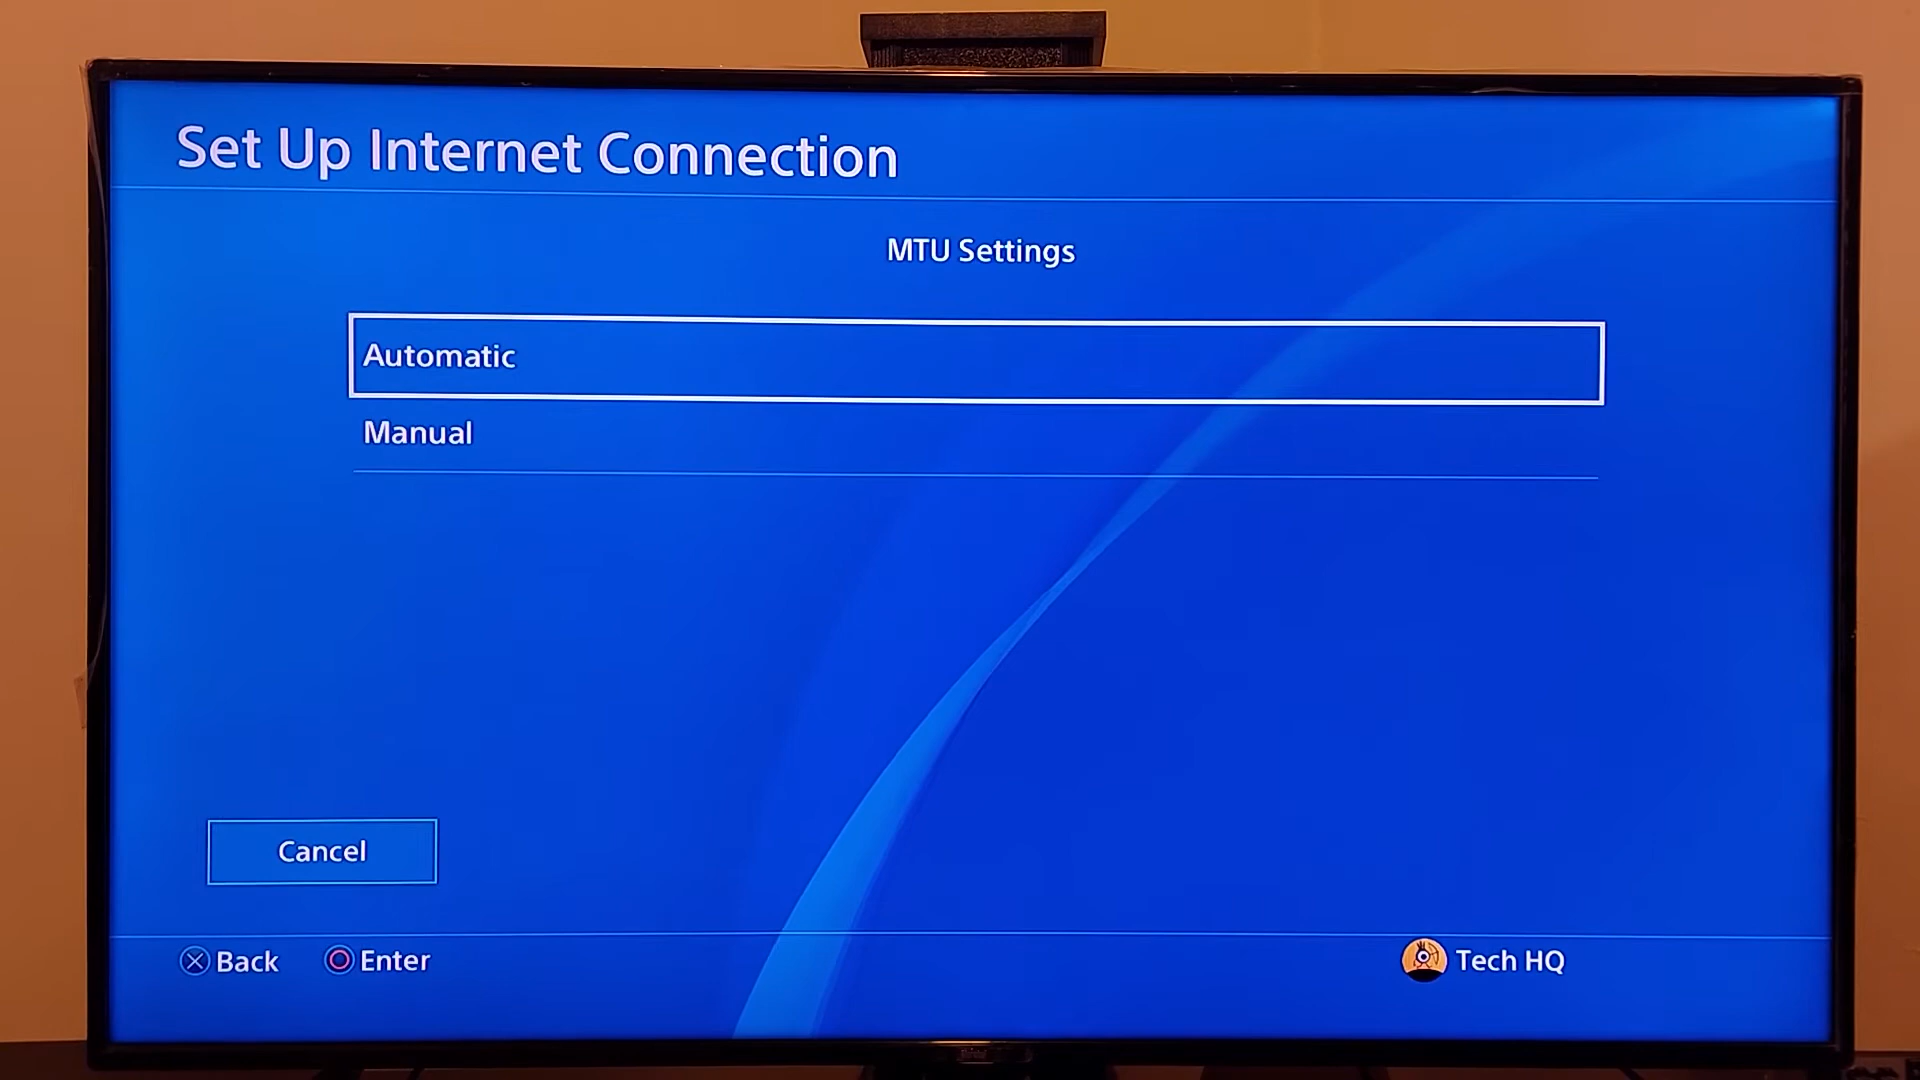 Set Up Internet Connection
MTU Settings
Automatic
Manual
Cancel
Back Enter Tech HQ